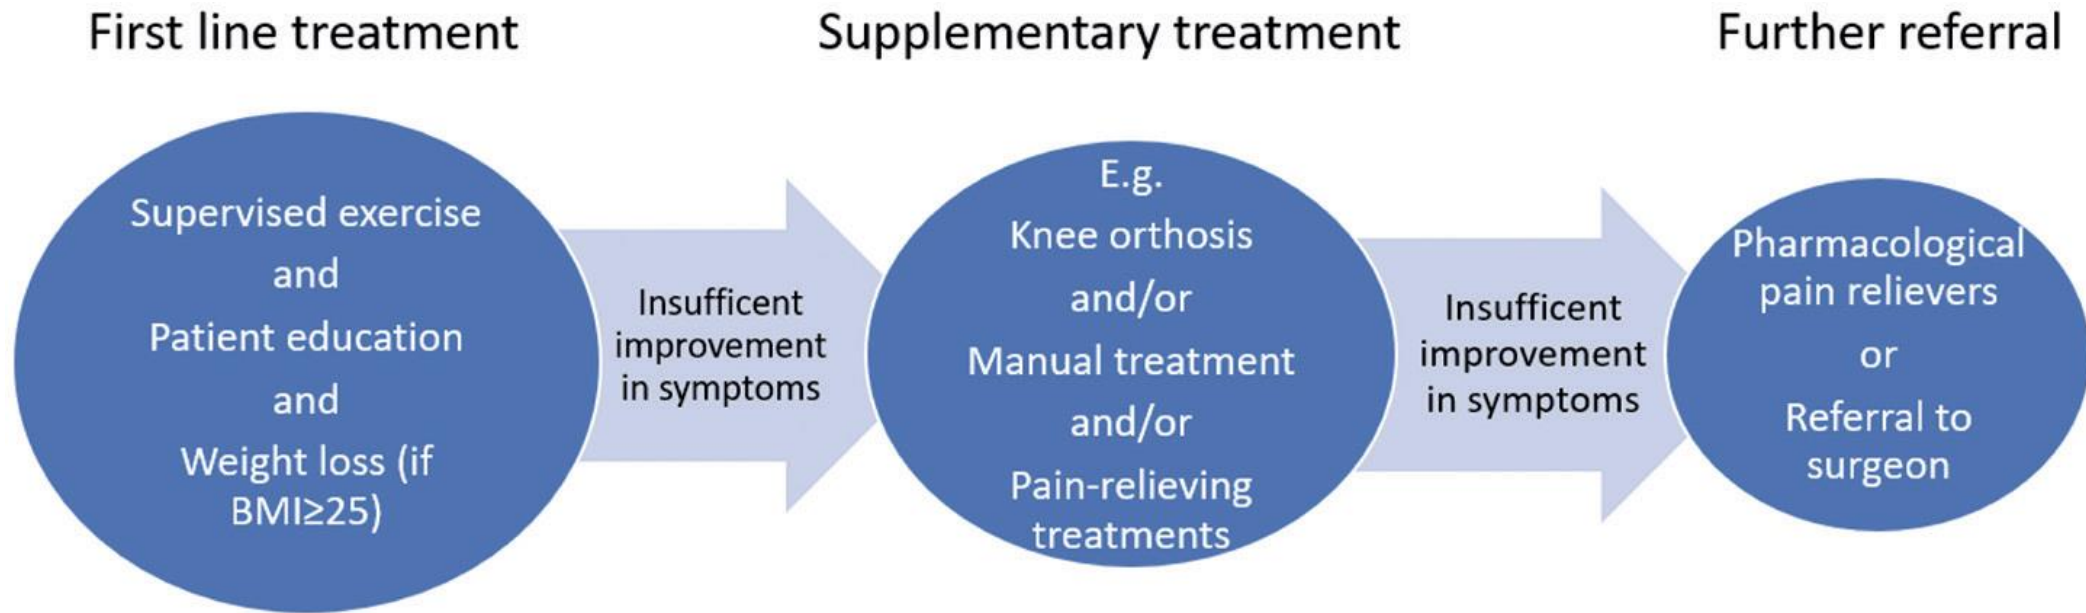 First line treatment
Supplementary treatment
Further referral
Supervised exercise
and
Patient education
and
Weight loss (if
BMI≥25)
Insufficent
improvement
in symptoms
E.g.
Knee orthosis
and/or
Manual treatment
and/or
Pain-relieving
treatments
Insufficent
improvement
in symptoms
Pharmacological
pain relievers
or
Referral to
surgeon